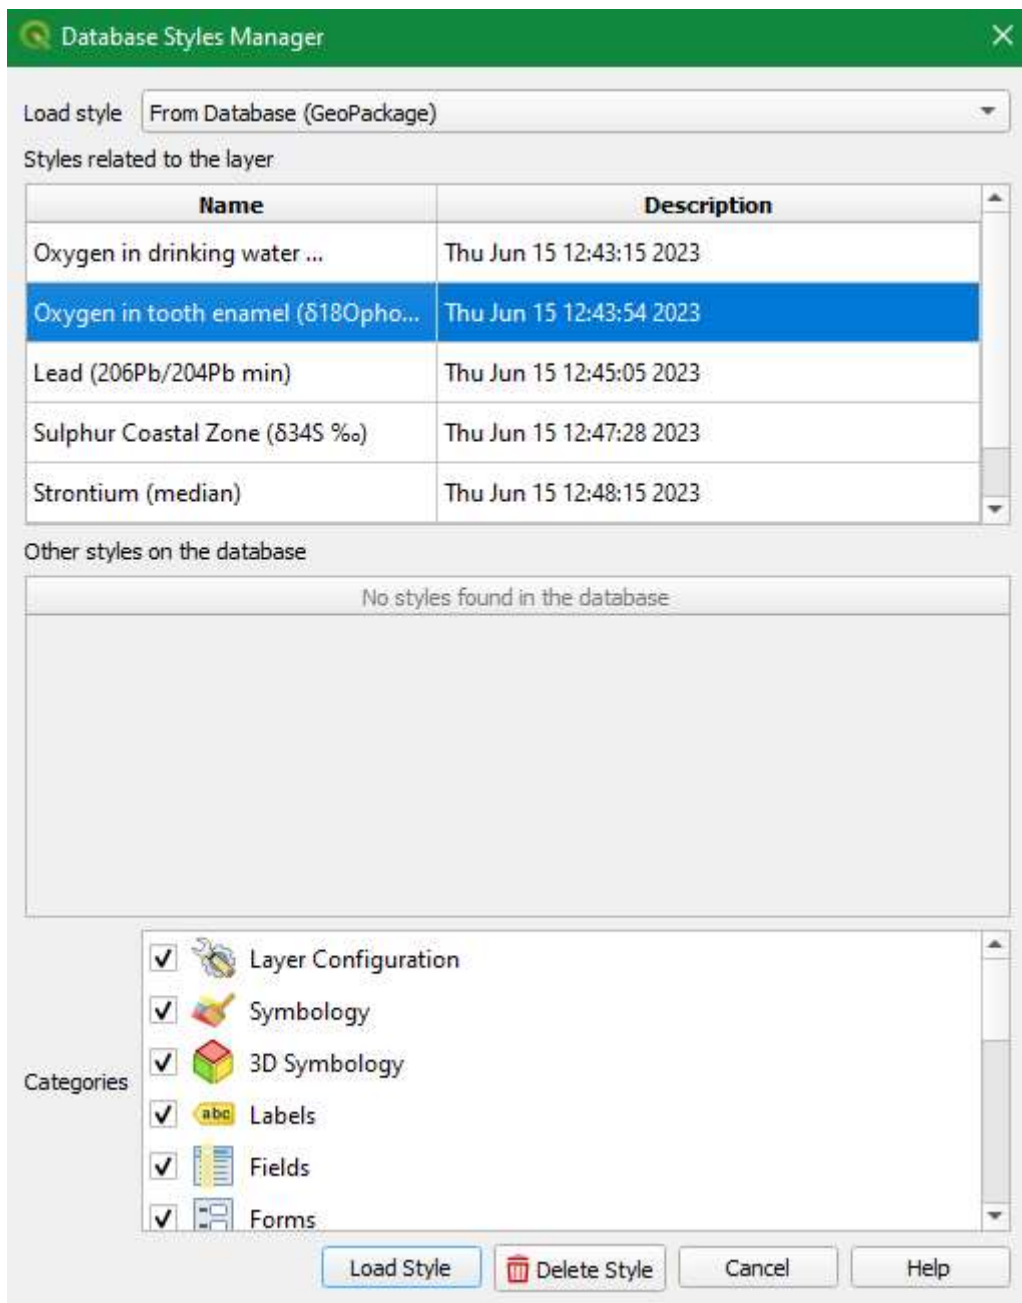 Database Styles Manager
Load style From Database (GeoPackage)
Styles related to the layer
Name Description
Oxygen in drinking water ... Thu Jun 15 12:43:15 2023
Oxygen in tooth enamel (δ18Opho... Thu Jun 15 12:43:54 2023
Lead (206Pb/204Pb min) Thu Jun 15 12:45:05 2023
Sulphur Coastal Zone (δ34S ‰) Thu Jun 15 12:47:28 2023
Strontium (median) Thu Jun 15 12:48:15 2023
Other styles on the database
No styles found in the database
Layer Configuration
Symbology
3D Symbology
Categories
abc Labels
Fields
Forms
Load Style Delete Style Cancel Help